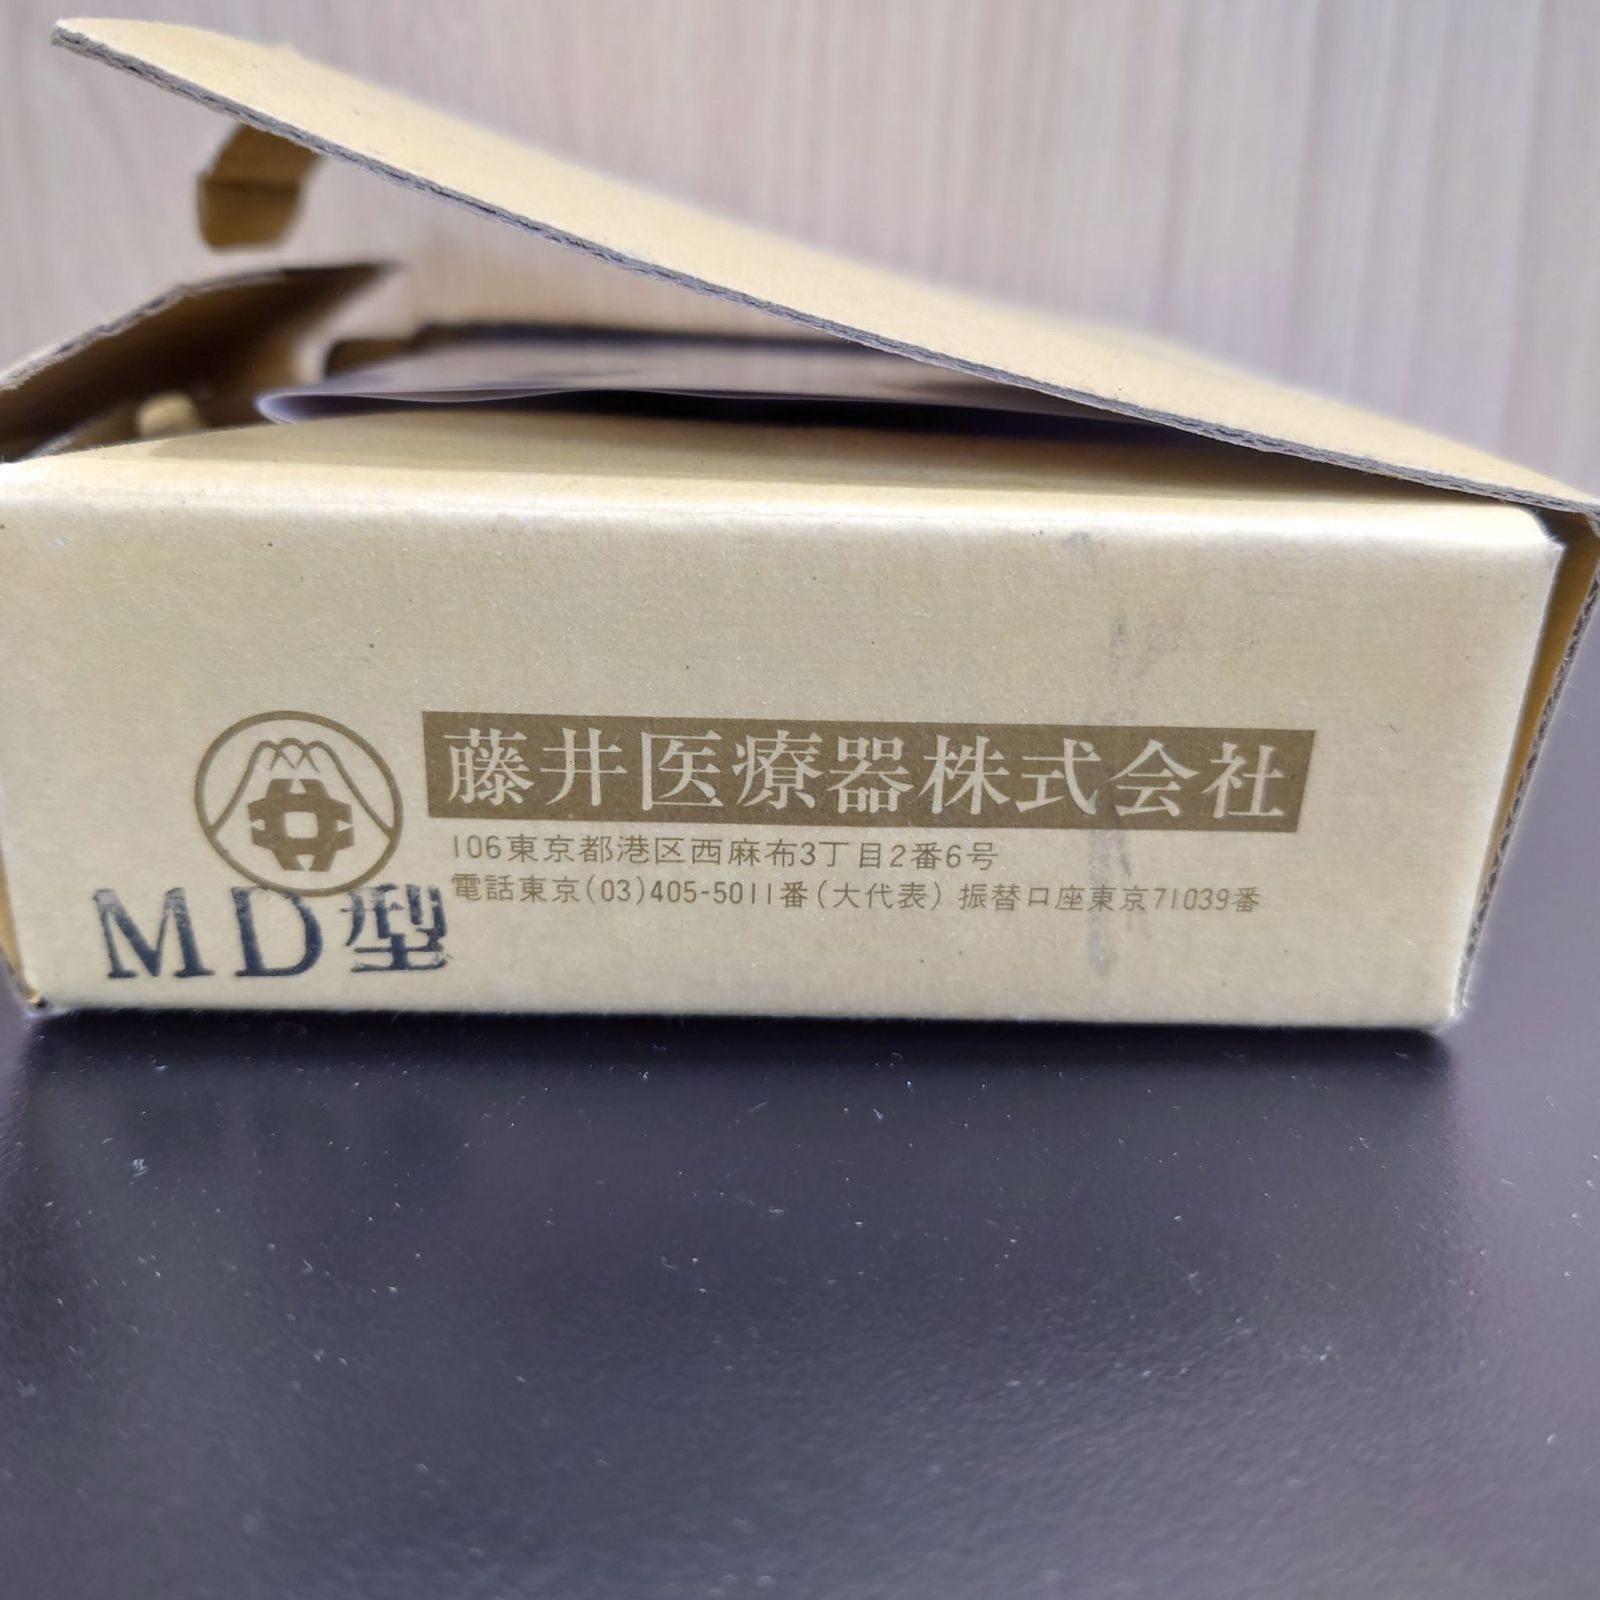 藤井医療器株式会社
106東京都港区西麻布3丁目2番6号
電話東京(03)405-5011番(大代表) 振替口座東京71039番
MD型